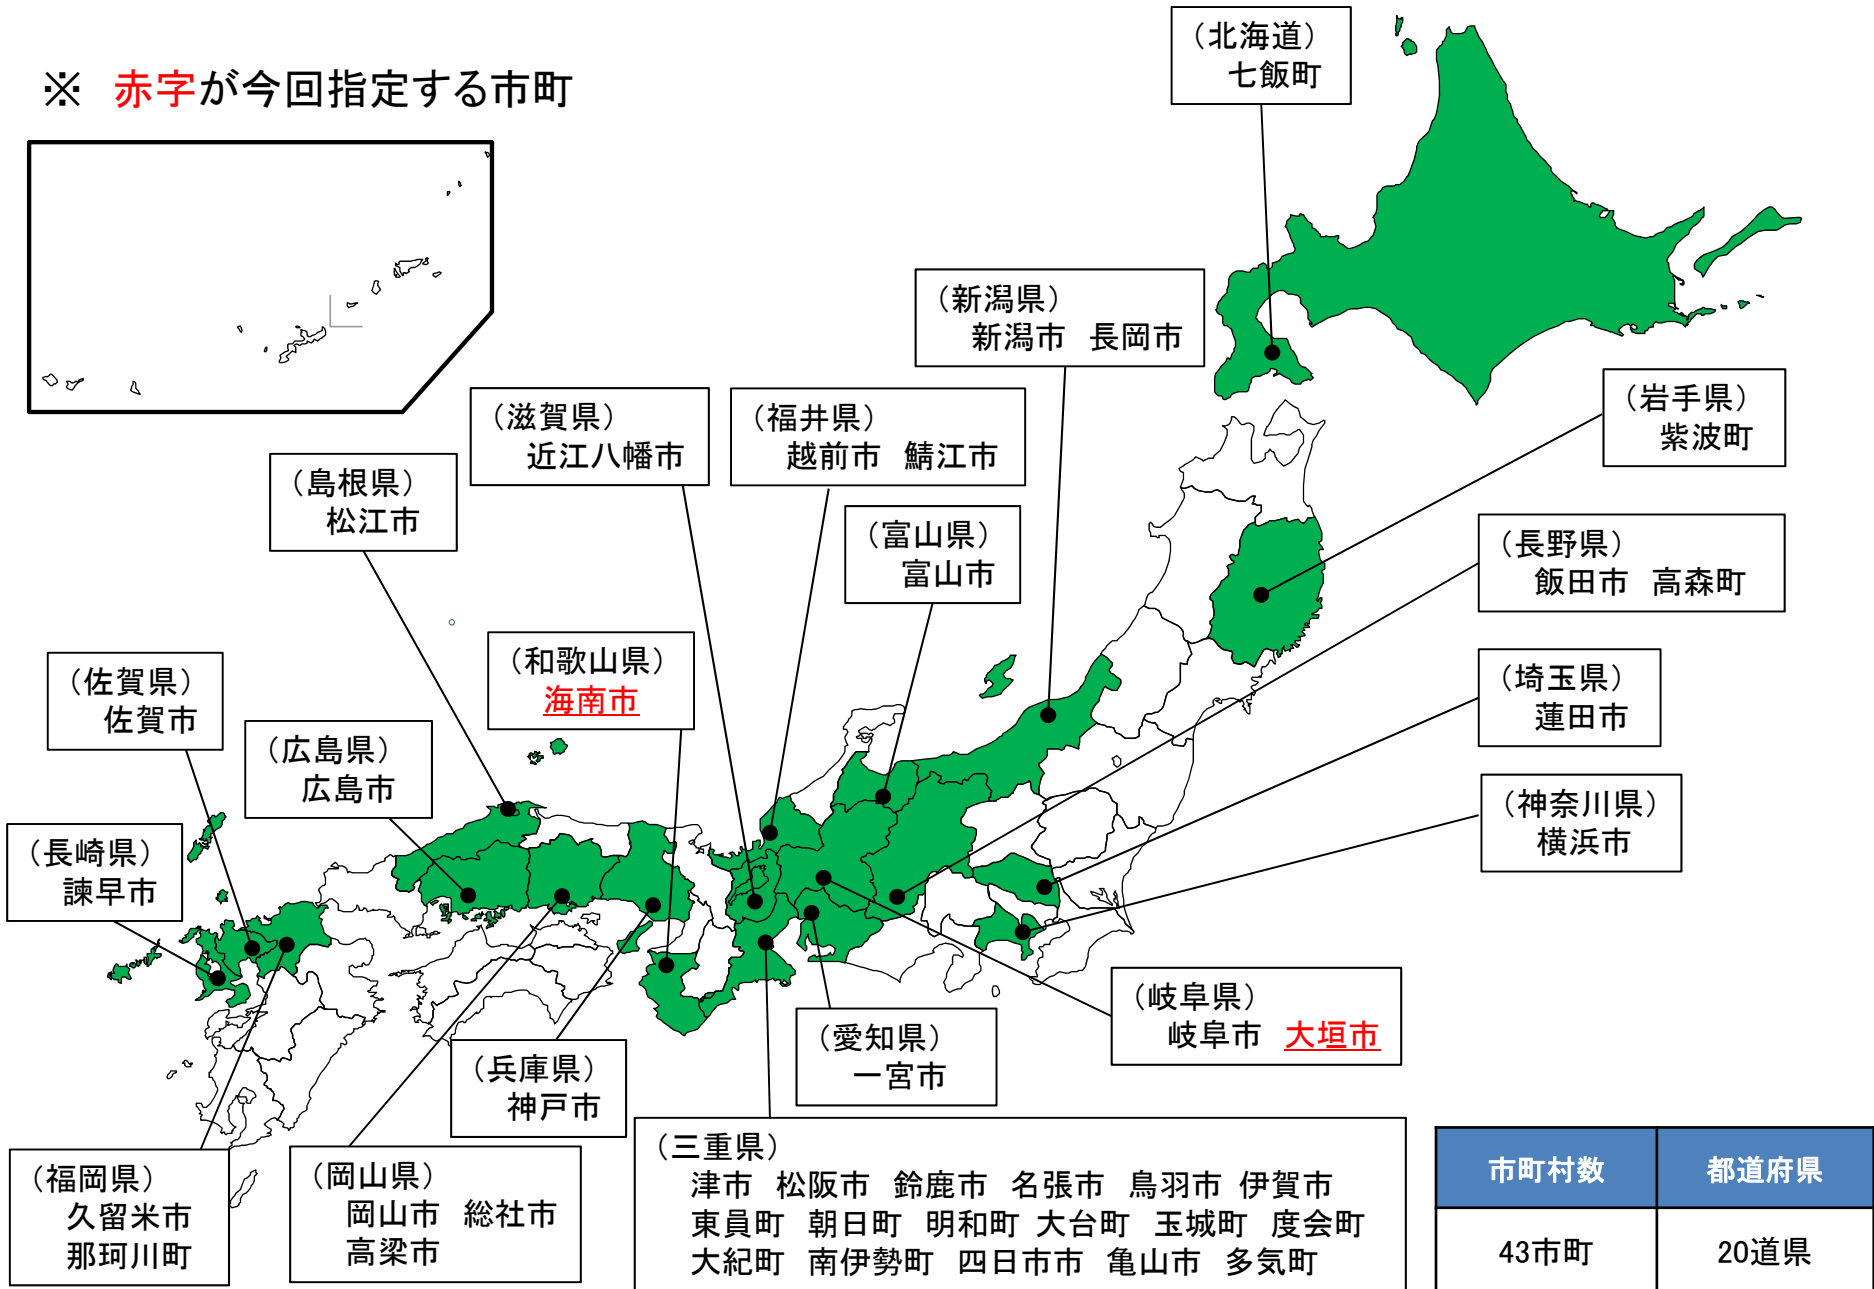 ※　赤字が今回指定する市町
（北海道）
七飯町
（新潟県）
新潟市　長岡市
（岩手県）
紫波町
（滋賀県）
近江八幡市
（福井県）
越前市　鯖江市
（島根県）
松江市
（富山県）
富山市
（長野県）
飯田市　高森町
（和歌山県）
海南市
（佐賀県）
佐賀市
（埼玉県）
蓮田市
（広島県）
広島市
（神奈川県）
横浜市
（長崎県）
諫早市
（岐阜県）
岐阜市　大垣市
（愛知県）
一宮市
（兵庫県）
神戸市
（福岡県）
久留米市
那珂川町
（岡山県）
岡山市　総社市
高梁市
（三重県）
津市　松阪市　鈴鹿市　名張市　鳥羽市　伊賀市
東員町　朝日町　明和町　大台町　玉城町　度会町
大紀町　南伊勢町　四日市市　亀山市　多気町
市町村数　都道府県
43市町　20道県